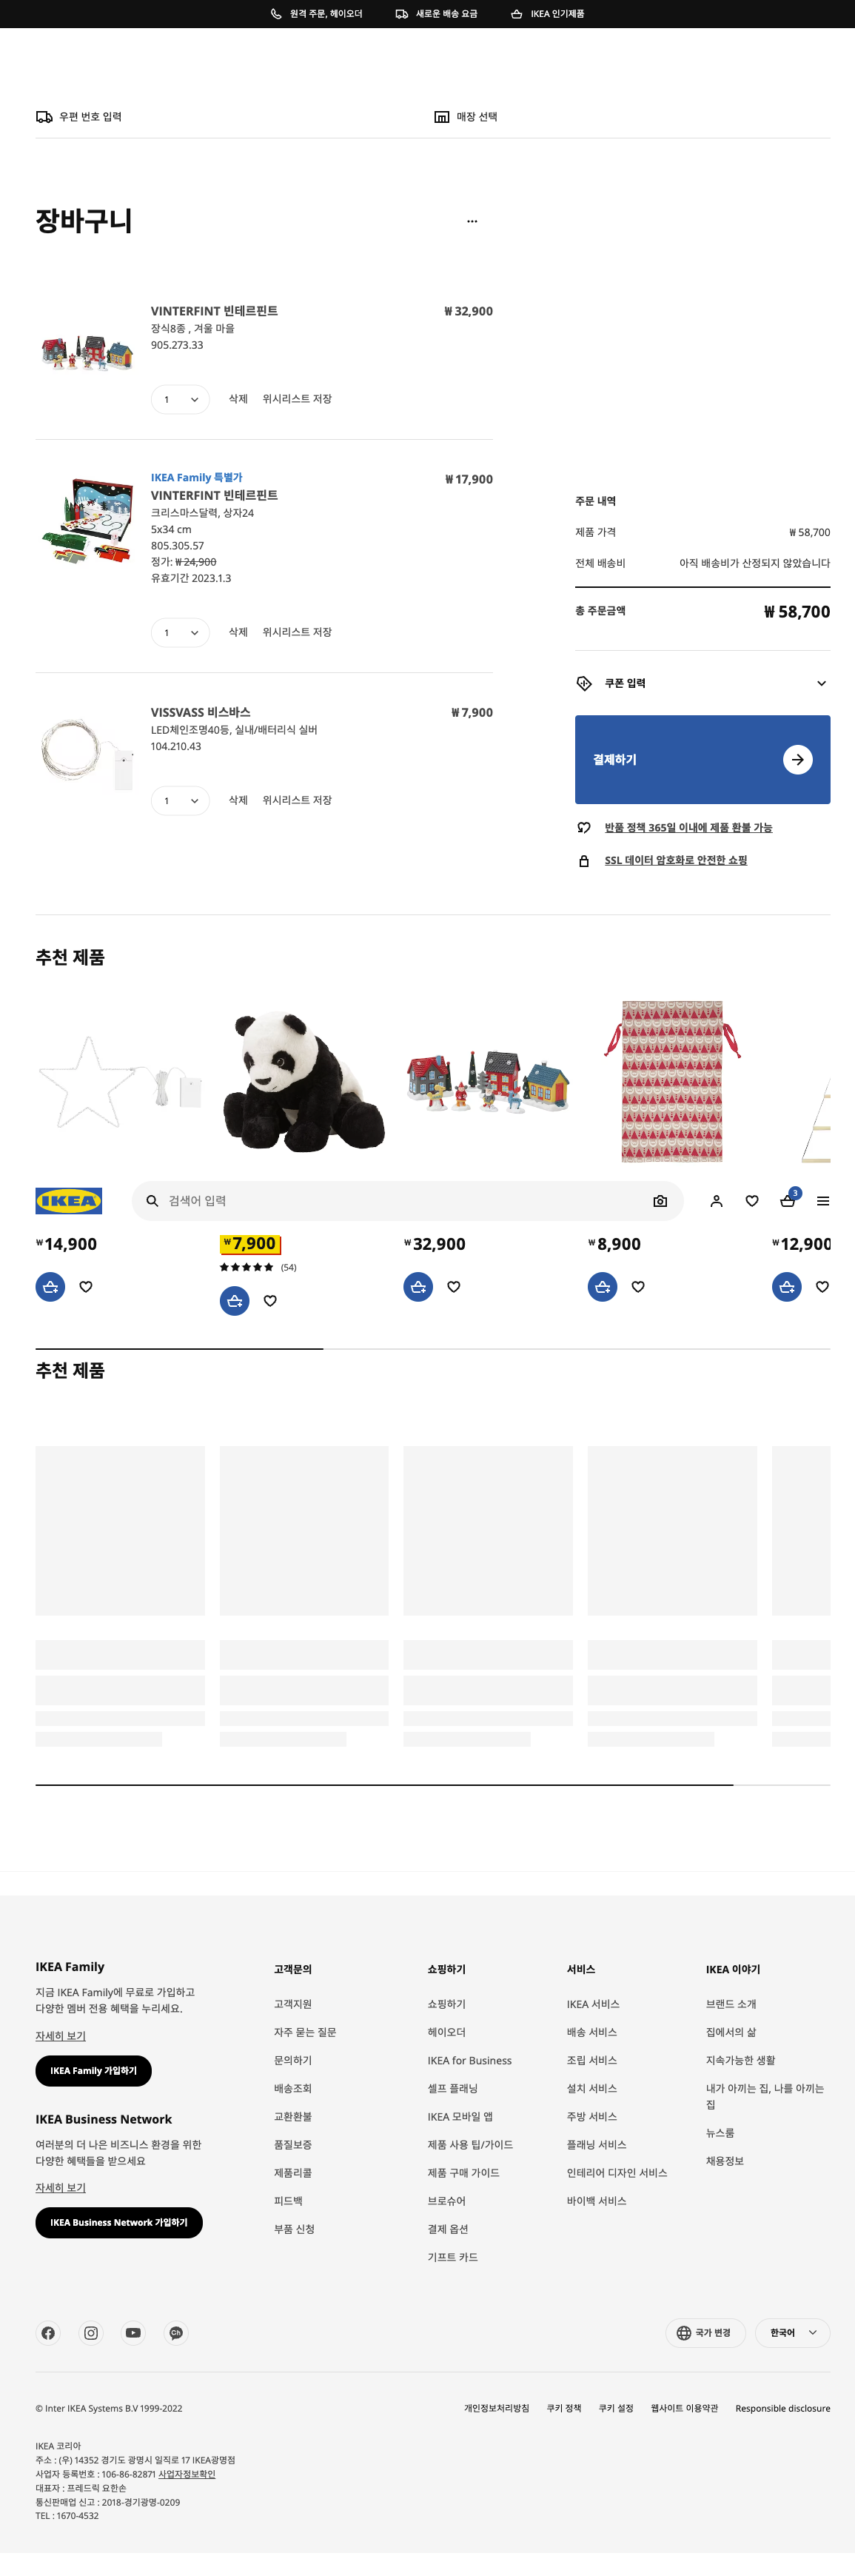 원격 주문, 헤이오더
새로운 배송 요금
IKEA 인기제품
우편 번호 입력
매장 선택
장바구니
VINTERFINT 빈테르핀트
₩ 32,900
장식8종 , 겨울 마을
905.273.33
1
삭제
위시리스트 저장
IKEA Family 특별가
₩ 17,900
VINTERFINT 빈테르핀트
크리스마스달력, 상자24
5x34 cm
805.305.57
정가: ₩ 24,900
유효기간 2023.1.3
1
삭제
위시리스트 저장
VISSVASS 비스바스
₩ 7,900
LED체인조명40등, 실내/배터리식 실버
104.210.43
1
삭제
위시리스트 저장
주문 내역
제품 가격
₩ 58,700
전체 배송비
아직 배송비가 산정되지 않았습니다
총 주문금액
₩ 58,700
쿠폰 입력
결제하기
반품 정책 365일 이내에 제품 환불 가능
SSL 데이터 암호화로 안전한 쇼핑
추천 제품
IKEA
검색어 입력
3
₩14,900
₩7,900
(54)
₩32,900
₩8,900
₩12,900
추천 제품
IKEA Family
지금 IKEA Family에 무료로 가입하고
다양한 멤버 전용 혜택을 누리세요.
자세히 보기
IKEA Family 가입하기
IKEA Business Network
여러분의 더 나은 비즈니스 환경을 위한
다양한 혜택들을 받으세요
자세히 보기
IKEA Business Network 가입하기
고객문의
고객지원
자주 묻는 질문
문의하기
배송조회
교환환불
품질보증
제품리콜
피드백
부품 신청
쇼핑하기
쇼핑하기
헤이오더
IKEA for Business
셀프 플래닝
IKEA 모바일 앱
제품 사용 팁/가이드
제품 구매 가이드
브로슈어
결제 옵션
기프트 카드
서비스
IKEA 서비스
배송 서비스
조립 서비스
설치 서비스
주방 서비스
플래닝 서비스
인테리어 디자인 서비스
바이백 서비스
IKEA 이야기
브랜드 소개
집에서의 삶
지속가능한 생활
내가 아끼는 집, 나를 아끼는
집
뉴스룸
채용정보
Ch
국가 변경
한국어
© Inter IKEA Systems B.V 1999-2022
개인정보처리방침
쿠키 정책
쿠키 설정
웹사이트 이용약관
Responsible disclosure
IKEA 코리아
주소 : (우) 14352 경기도 광명시 일직로 17 IKEA광명점
사업자 등록번호 : 106-86-82871 사업자정보확인
대표자 : 프레드릭 요한손
통신판매업 신고 : 2018-경기광명-0209
TEL : 1670-4532